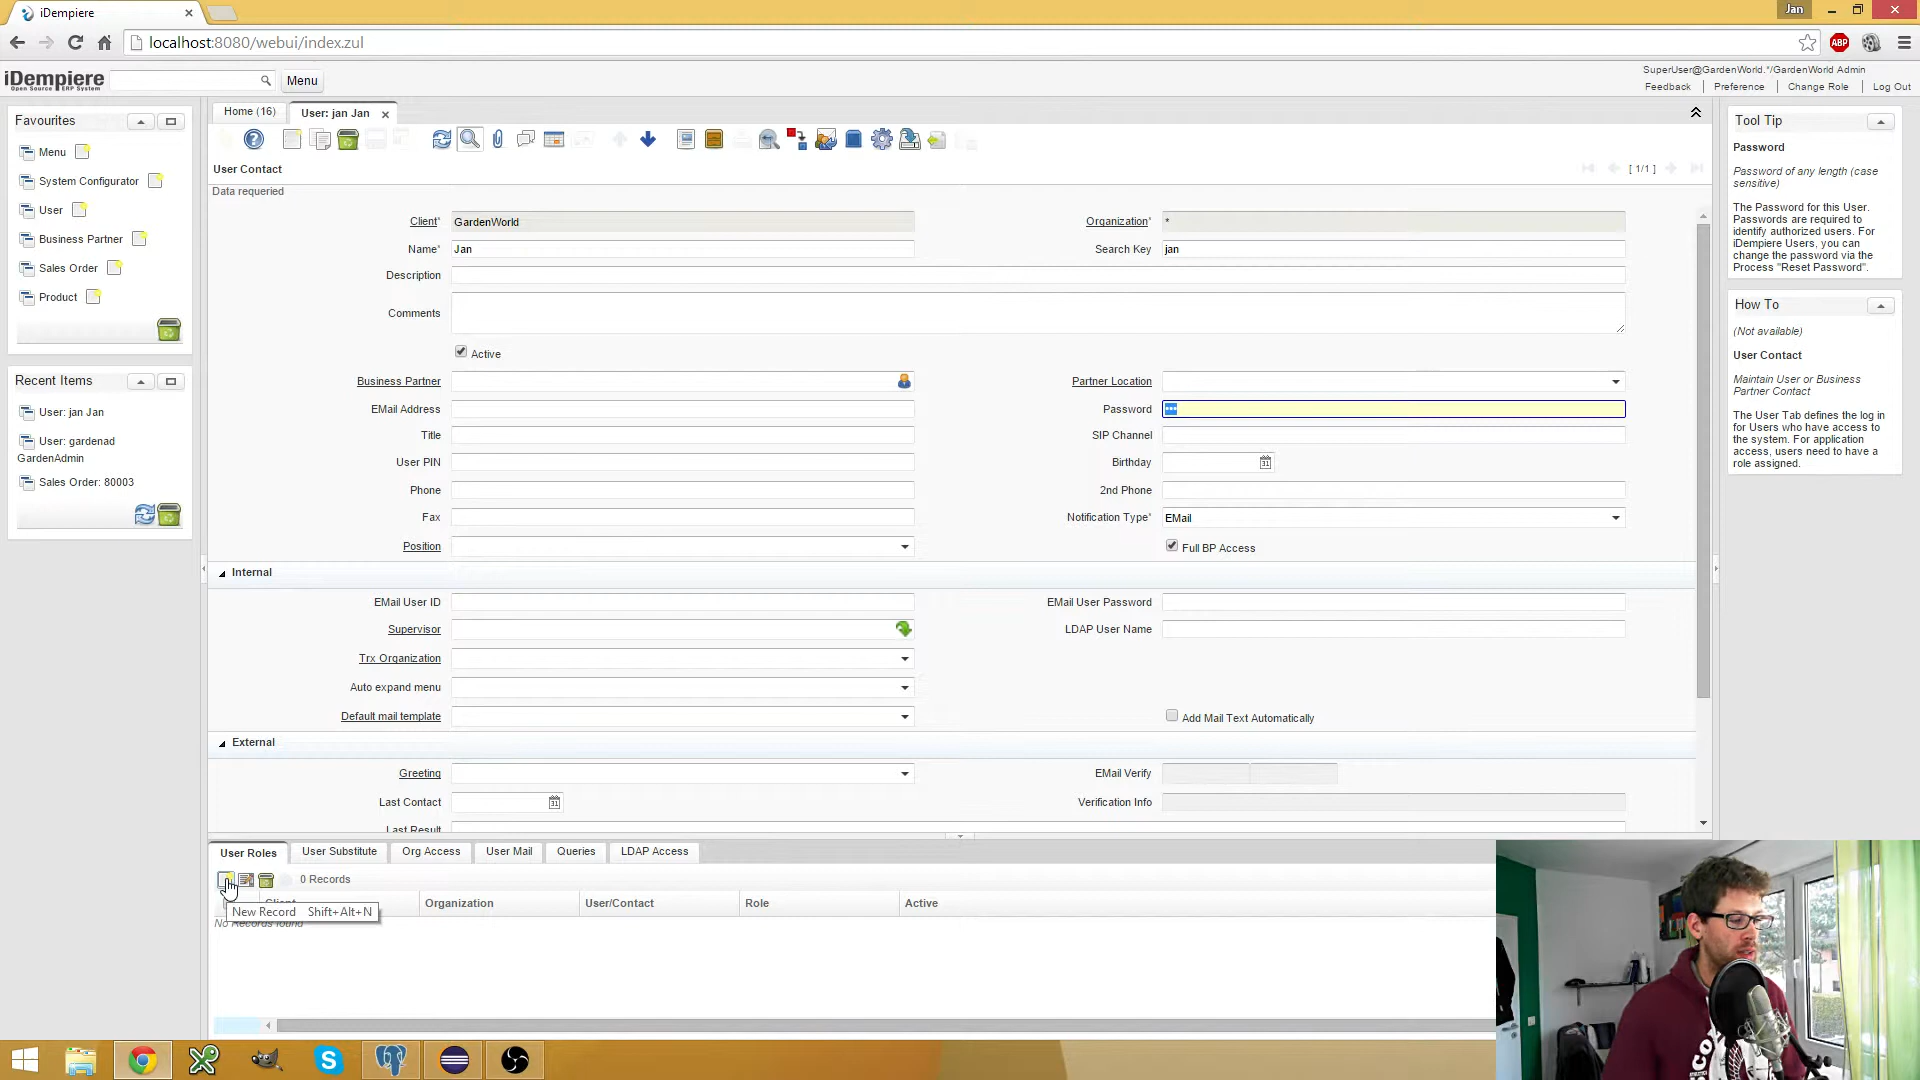 iDempiere
Jan
localhost:8080/webui/index.zul
ABP
iDempiere
Open Source ERP System
Menu
SuperUser@GardenWorld.*/GardenWorld Admin
Feedback
Preference
Change Role
Log Out
Favourites
Menu
System Configurator
User
Business Partner
Sales Order
Product
Recent Items
User: jan Jan
User: gardenad
GardenAdmin
Sales Order: 80003
Home (16)
User: jan Jan
User Contact
[ 1/1 ]
Data requeried
Client* GardenWorld
Organization* *
Name* Jan
Search Key jan
Description
Comments
Active
Business Partner
Partner Location
EMail Address
Password •••
Title
SIP Channel
User PIN
Birthday 31
Phone
2nd Phone
Fax
Notification Type* EMail
Position
Full BP Access
Internal
EMail User ID
EMail User Password
Supervisor
LDAP User Name
Trx Organization
Auto expand menu
Default mail template
Add Mail Text Automatically
External
Greeting
EMail Verify
Last Contact 31
Verification Info
Last Result
User Roles
User Substitute
Org Access
User Mail
Queries
LDAP Access
0 Records
Client
Organization
User/Contact
Role
Active
New Record Shift+Alt+N
No Records found
Tool Tip
Password
Password of any length (case
sensitive)
The Password for this User.
Passwords are required to
identify authorized users. For
iDempiere Users, you can
change the password via the
Process "Reset Password".
How To
(Not available)
User Contact
Maintain User or Business
Partner Contact
The User Tab defines the log in
for Users who have access to
the system. For application
access, users need to have a
role assigned.